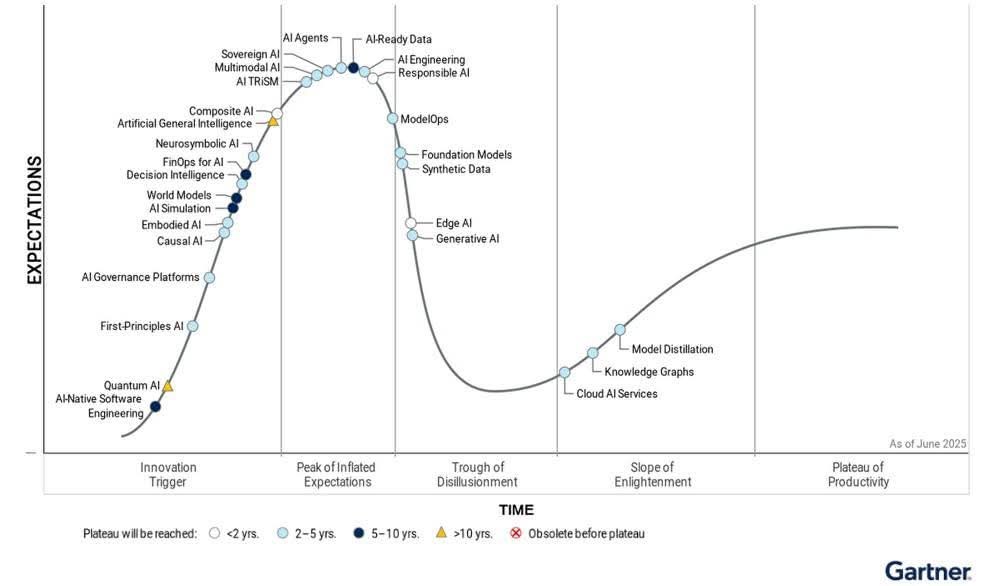 EXPECTATIONS
AI Agents
AI-Ready Data
Sovereign AI
AI Engineering
Multimodal AI
Responsible AI
AI TRiSM
Composite AI
ModelOps
Artificial General Intelligence
Neurosymbolic AI
Foundation Models
FinOps for AI
Synthetic Data
Decision Intelligence
World Models
AI Simulation
Embodied AI
Edge AI
Causal AI
Generative AI
AI Governance Platforms
First-Principles AI
Model Distillation
Knowledge Graphs
Quantum AI
Cloud AI Services
AI-Native Software
Engineering
As of June 2025
Innovation
Trigger
Peak of Inflated
Expectations
Trough of
Disillusionment
Slope of
Enlightenment
Plateau of
Productivity
TIME
Plateau will be reached: <2 yrs. 2–5 yrs. 5–10 yrs. >10 yrs. Obsolete before plateau
Gartner